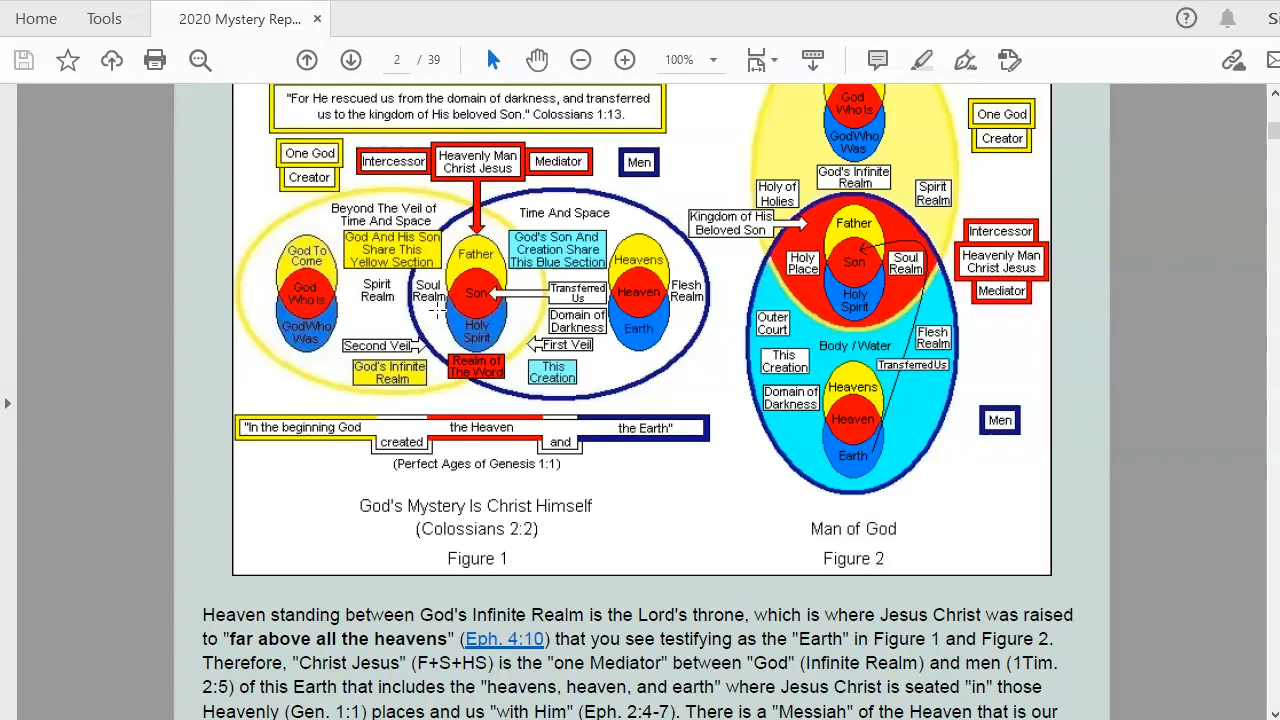 Home
Tools
2020 Mystery Rep...
×
?
Si
2 / 39
100%
"For He rescued us from the domain of darkness, and transferred
us to the kingdom of His beloved Son." Colossians 1:13.
One God
Creator
Intercessor
Heavenly Man
Christ Jesus
Mediator
Men
Beyond The Veil of
Time And Space
Time And Space
God And His Son
Share This
Yellow Section
God's Son And
Creation Share
This Blue Section
God To
Come
God
Who Is
God Who
Was
Spirit
Realm
Soul
Realm
Father
Son
Holy
Spirit
Transferred
Us
Domain of
Darkness
Heavens
Heaven
Earth
Flesh
Realm
Second Veil
First Veil
God's Infinite
Realm
Realm of
The Word
This
Creation
"In the beginning God
created
the Heaven
and
the Earth"
(Perfect Ages of Genesis 1:1)
God's Mystery Is Christ Himself
(Colossians 2:2)
Figure 1
God
Who Is
God Who
Was
God's Infinite
Realm
One God
Creator
Holy of
Holies
Spirit
Realm
Kingdom of His
Beloved Son
Father
Son
Holy
Spirit
Holy
Place
Soul
Realm
Intercessor
Heavenly Man
Christ Jesus
Mediator
Outer
Court
Body / Water
Flesh
Realm
This
Creation
Transferred Us
Domain of
Darkness
Heavens
Heaven
Earth
Men
Man of God
Figure 2
Heaven standing between God's Infinite Realm is the Lord's throne, which is where Jesus Christ was raised
to "far above all the heavens" (Eph. 4:10) that you see testifying as the "Earth" in Figure 1 and Figure 2.
Therefore, "Christ Jesus" (F+S+HS) is the "one Mediator" between "God" (Infinite Realm) and men (1Tim.
2:5) of this Earth that includes the "heavens, heaven, and earth" where Jesus Christ is seated "in" those
Heavenly (Gen. 1:1) places and us "with Him" (Eph. 2:4-7). There is a "Messiah" of the Heaven that is our